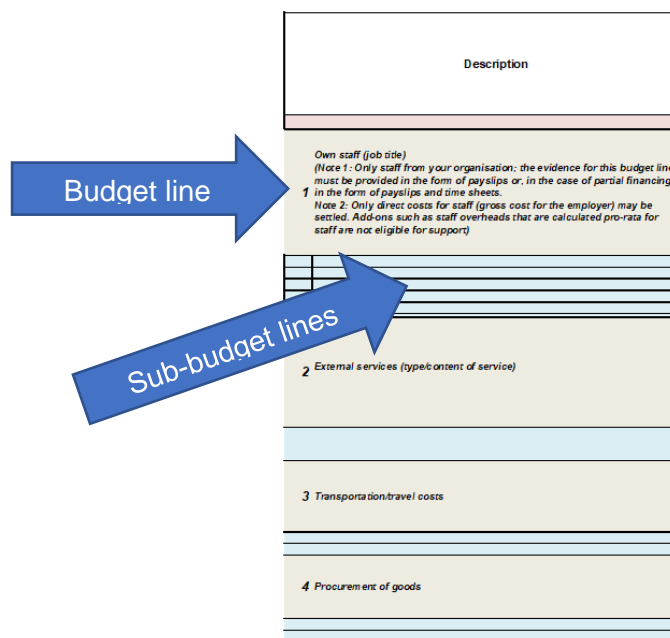 Description
Own staff (job title)
(Note 1: Only staff from your organisation; the evidence for this budget line
must be provided in the form of payslips or, in the case of partial financing
1 in the form of payslips and time sheets.
Note 2: Only direct costs for staff (gross cost for the employer) may be
settled. Add-ons such as staff overheads that are calculated pro-rata for
staff are not eligible for support)
Budget line
Sub-budget lines
2 External services (type/content of service)
3 Transportation/travel costs
4 Procurement of goods